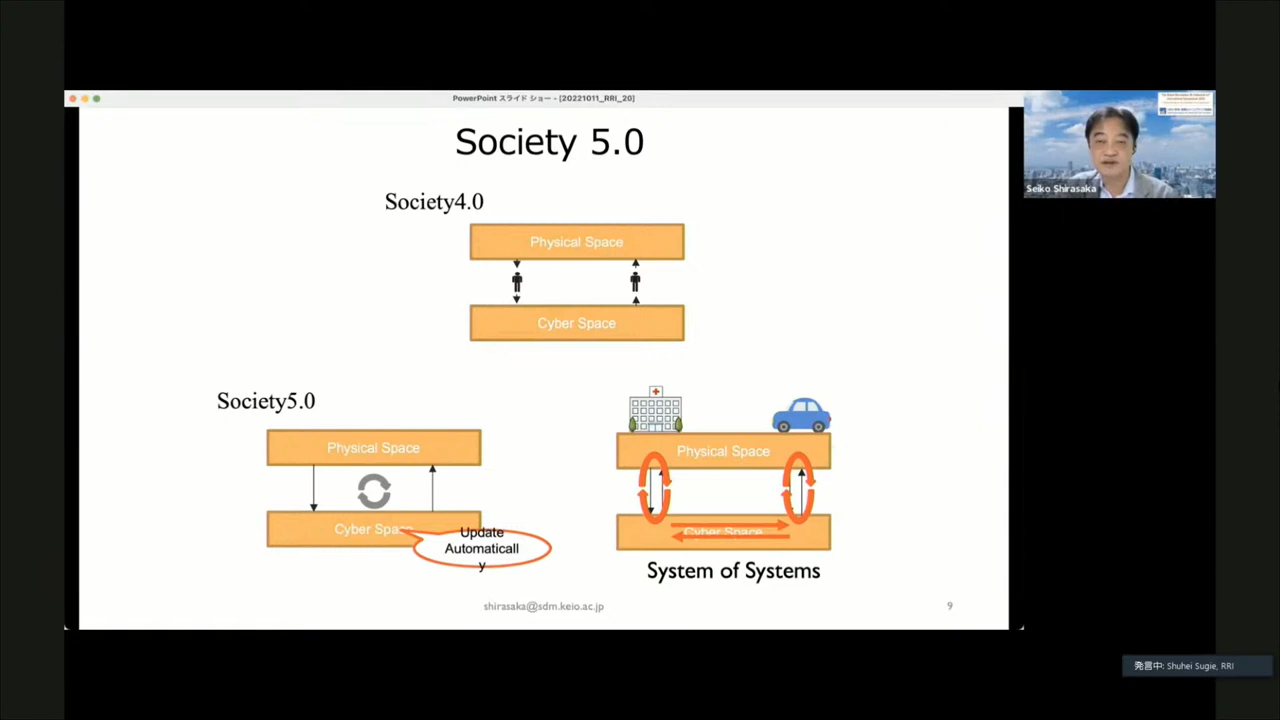 PowerPoint スライド ショー - [20221011_RRI_20]
Society 5.0
Society4.0
Physical Space
Cyber Space
Society5.0
Physical Space
Cyber Space
Update
Automaticall
y
Physical Space
Cyber Space
System of Systems
shirasaka@sdm.keio.ac.jp
9
Seiko Shirasaka
発言中: Shuhei Sugie, RRI